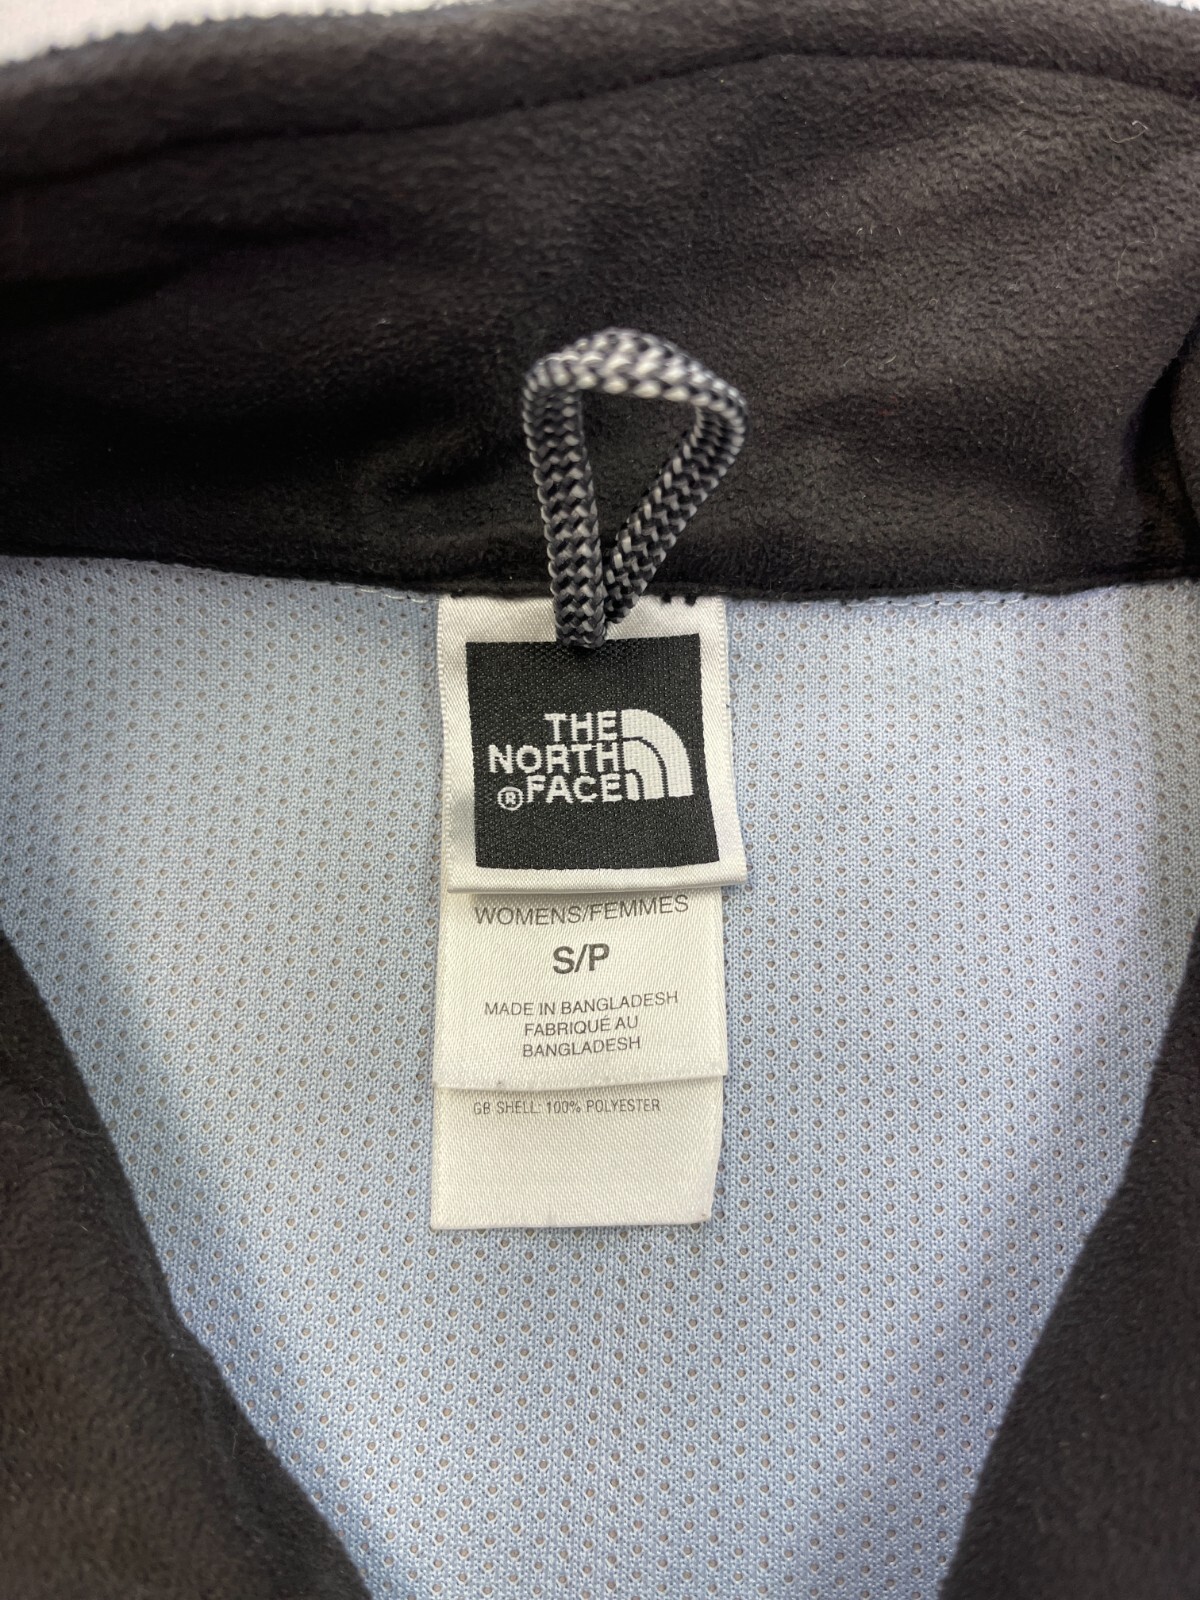 THE
NORTH
®FACE
WOMENS/FEMMES
S/P
MADE IN BANGLADESH
FABRIQUÉ AU
BANGLADESH
GB SHELL: 100% POLYESTER